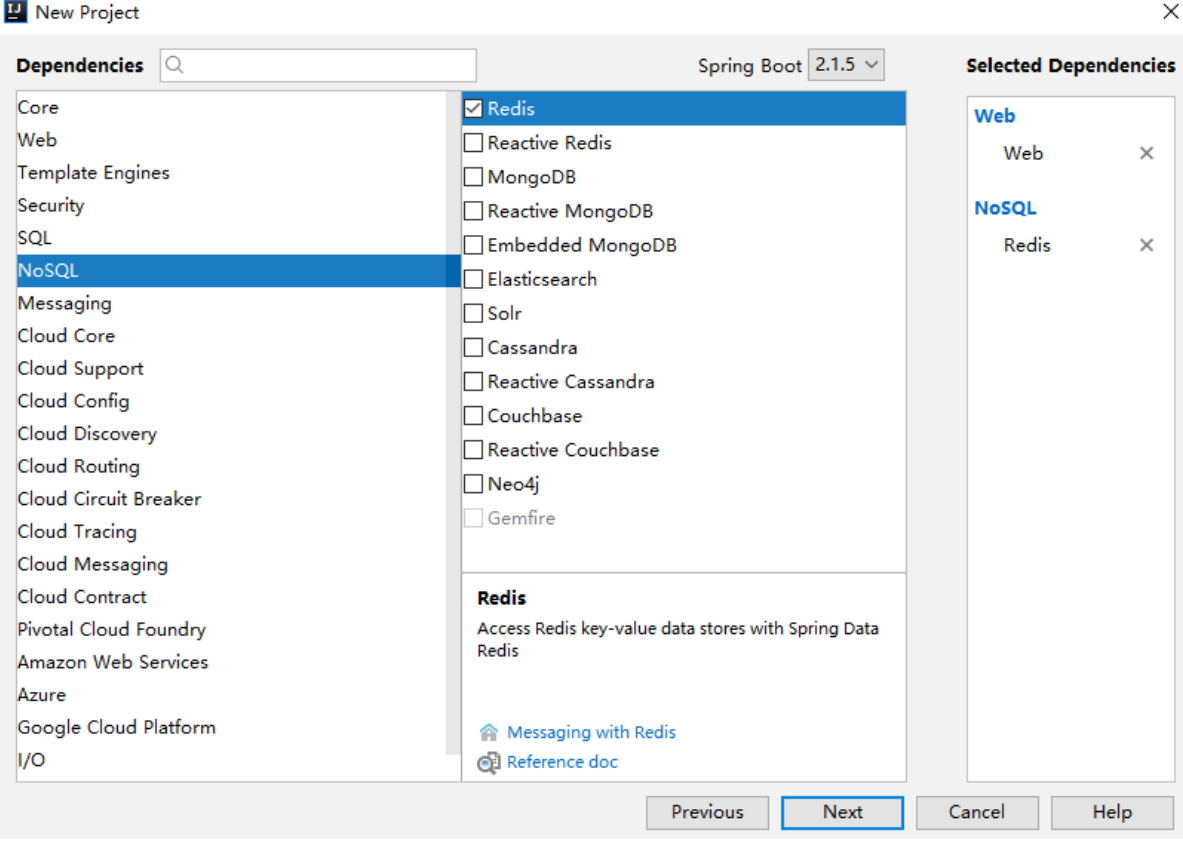 New Project
Dependencies
Spring Boot 2.1.5
Selected Dependencies
Core
Web
Template Engines
Security
SQL
NoSQL
Messaging
Cloud Core
Cloud Support
Cloud Config
Cloud Discovery
Cloud Routing
Cloud Circuit Breaker
Cloud Tracing
Cloud Messaging
Cloud Contract
Pivotal Cloud Foundry
Amazon Web Services
Azure
Google Cloud Platform
I/O
Redis
Reactive Redis
MongoDB
Reactive MongoDB
Embedded MongoDB
Elasticsearch
Solr
Cassandra
Reactive Cassandra
Couchbase
Reactive Couchbase
Neo4j
Gemfire
Redis
Access Redis key-value data stores with Spring Data
Redis
Messaging with Redis
Reference doc
Web
Web
NoSQL
Redis
Previous
Next
Cancel
Help